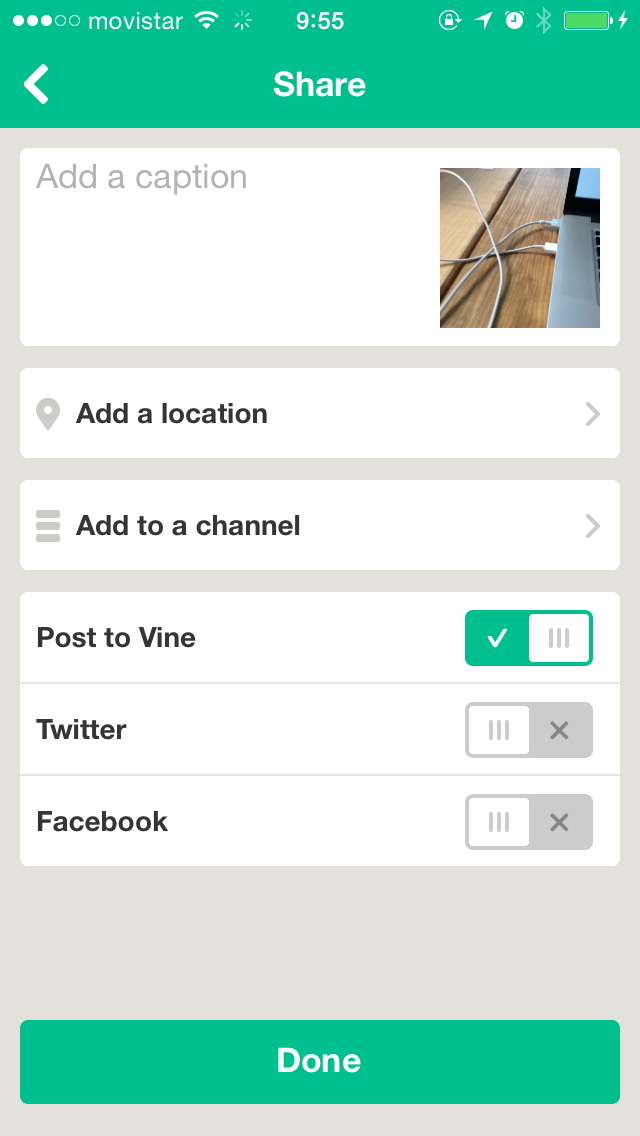 movistar 9:55
Share
Add a caption
Add a location
Add to a channel
Post to Vine
Twitter
Facebook
Done